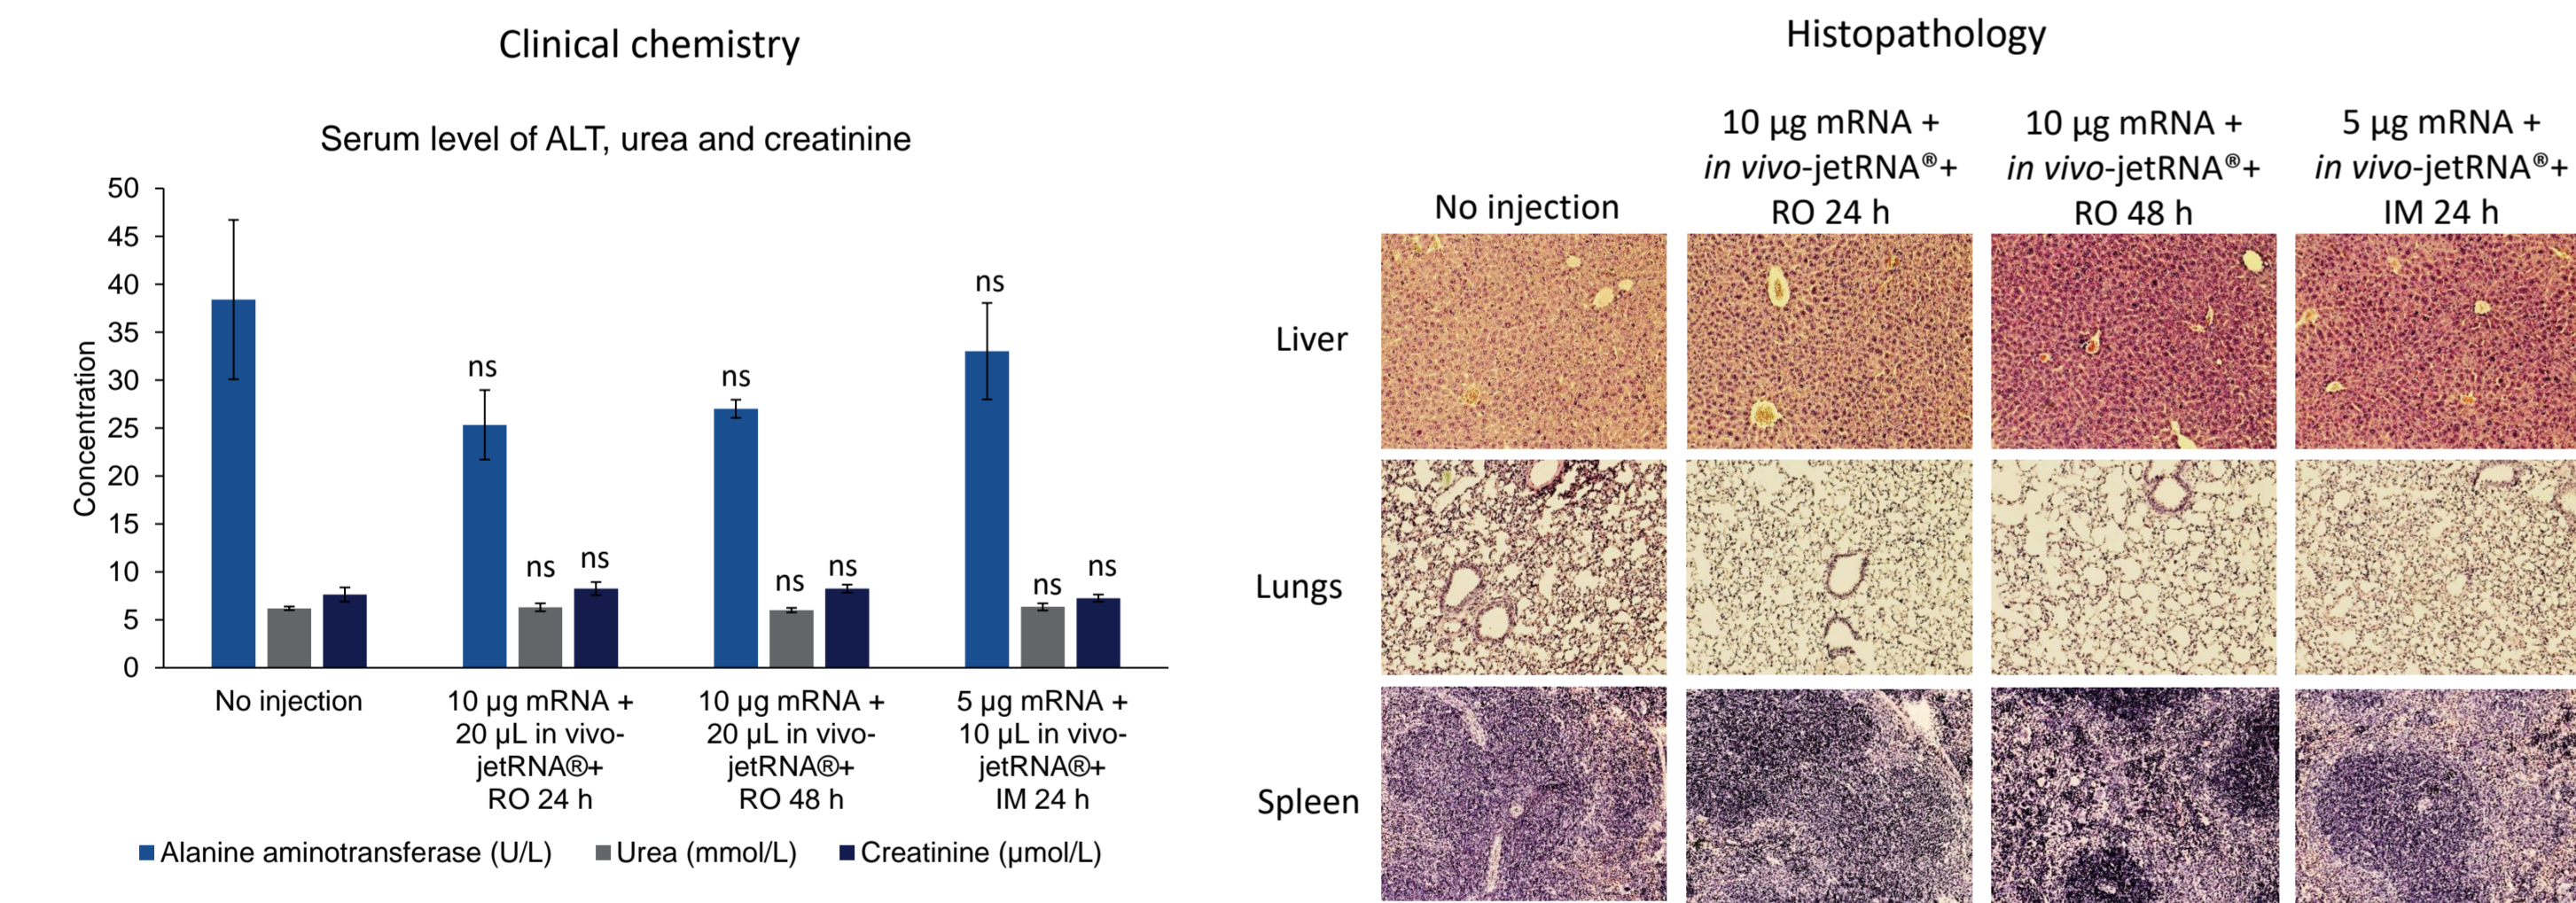 Clinical chemistry
Serum level of ALT, urea and creatinine
Concentration
50
45
40
35
30
25
20
15
10
5
0
ns
ns
ns
ns
ns
ns
ns
ns
ns
No injection
10 µg mRNA +
20 µL in vivo-
jetRNA®+
RO 24 h
10 µg mRNA +
20 µL in vivo-
jetRNA®+
RO 48 h
5 µg mRNA +
10 µL in vivo-
jetRNA®+
IM 24 h
Alanine aminotransferase (U/L)
Urea (mmol/L)
Creatinine (µmol/L)
Histopathology
No injection
10 µg mRNA +
in vivo-jetRNA®+
RO 24 h
10 µg mRNA +
in vivo-jetRNA®+
RO 48 h
5 µg mRNA +
in vivo-jetRNA®+
IM 24 h
Liver
Lungs
Spleen